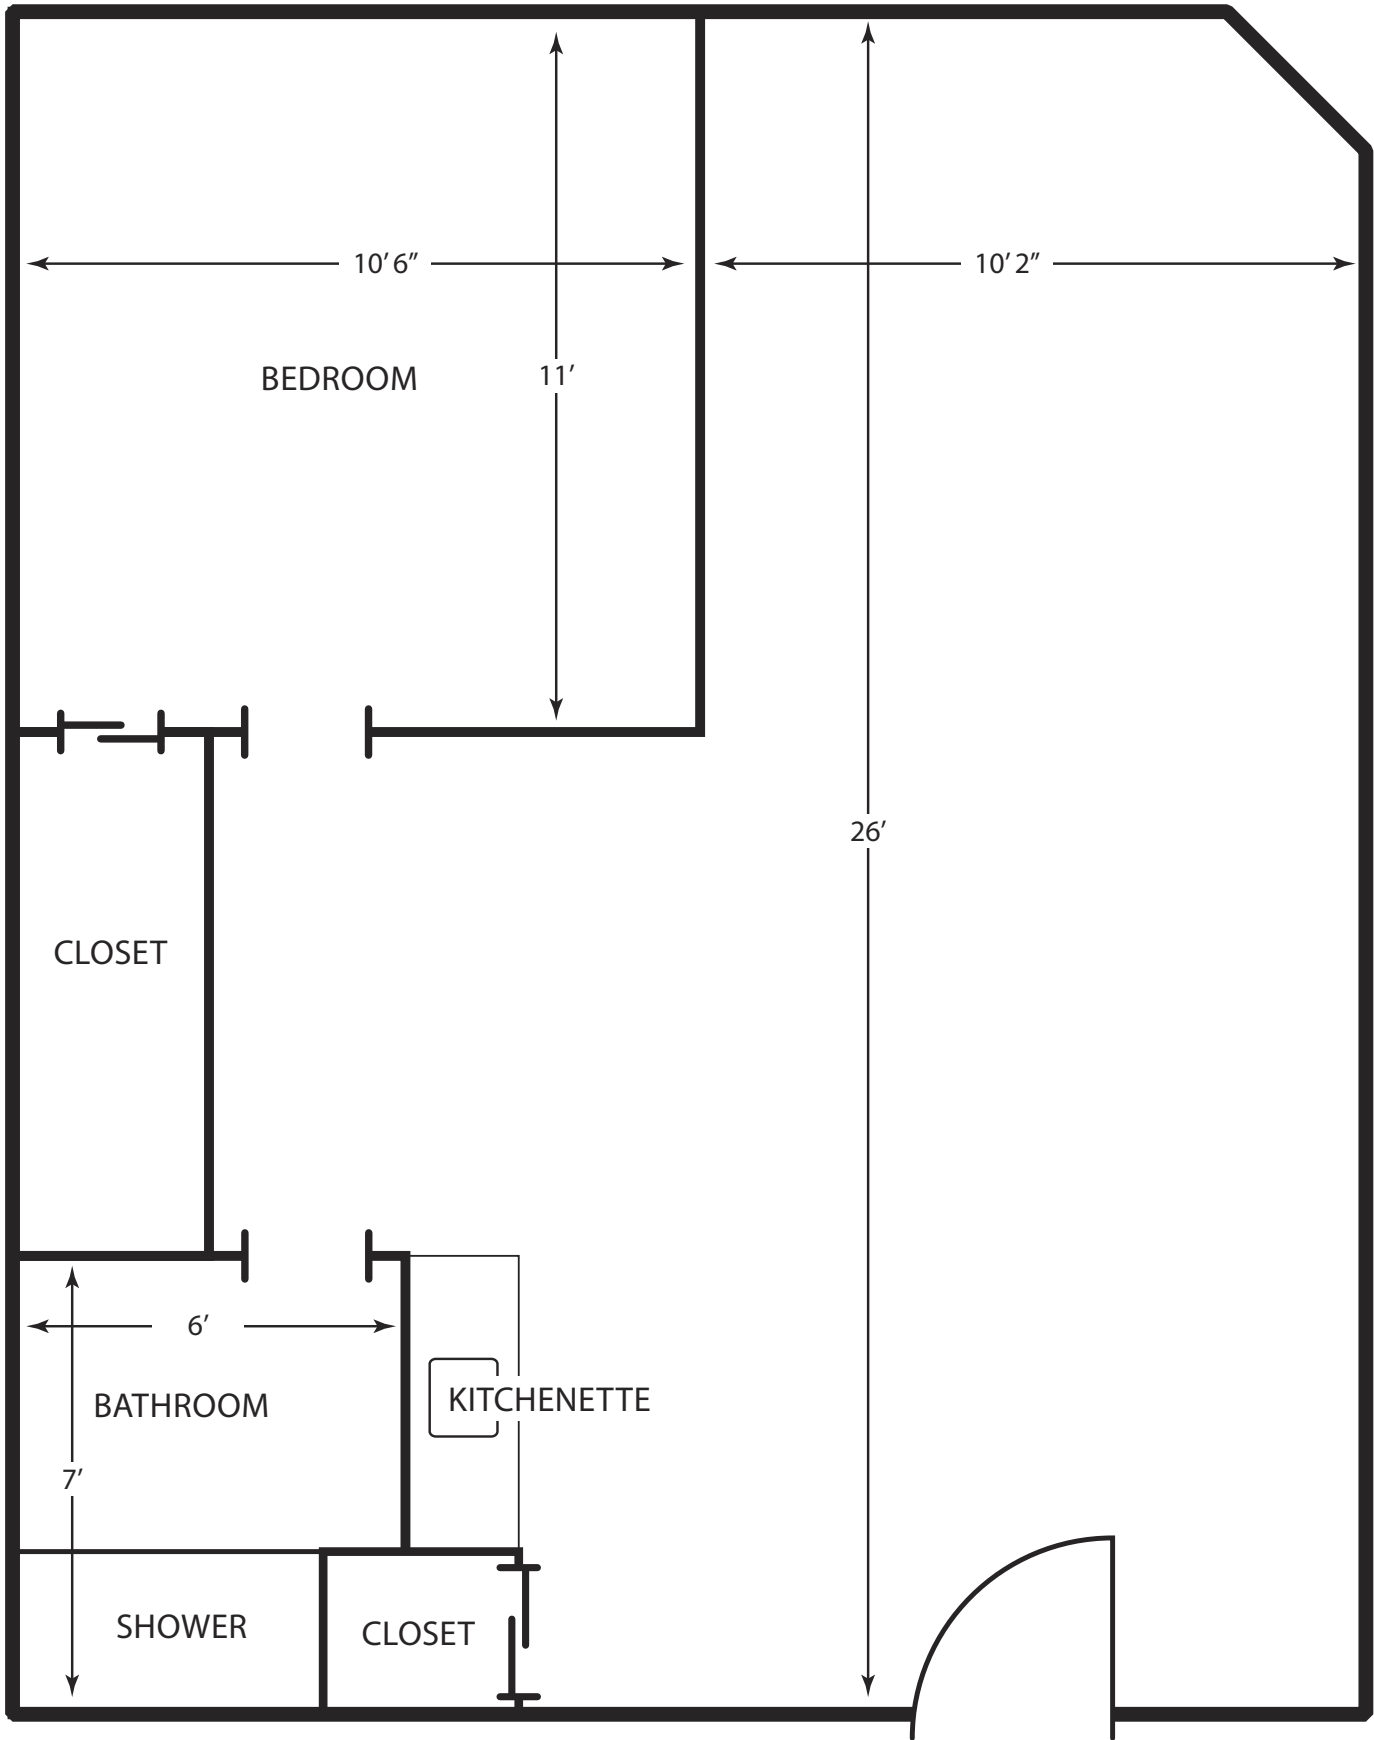 10’ 6”
10’ 2”
BEDROOM
11’
26’
CLOSET
6’
BATHROOM
KITCHENETTE
7’
SHOWER
CLOSET